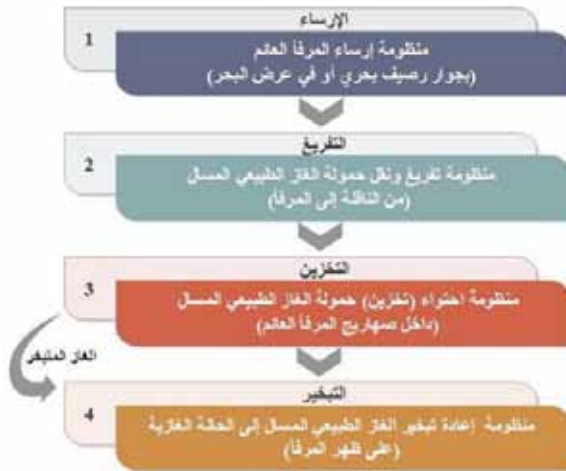 الإرساء
1
منظومة إرساء المرفأ العائم
(بجوار رصيف بحري أو في عرض البحر)
التفريغ
2
منظومة تفريغ ونقل حمولة الغاز الطبيعي المسال
(من الناقلة إلى المرفأ)
التخزين
3
منظومة احتواء (تخزين) حمولة الغاز الطبيعي المسال
(داخل صهاريج المرفأ العائم)
الغاز المتبخر
التبخير
4
منظومة إعادة تبخير الغاز الطبيعي المسال إلى الحالة الغازية
(على ظهر المرفأ)